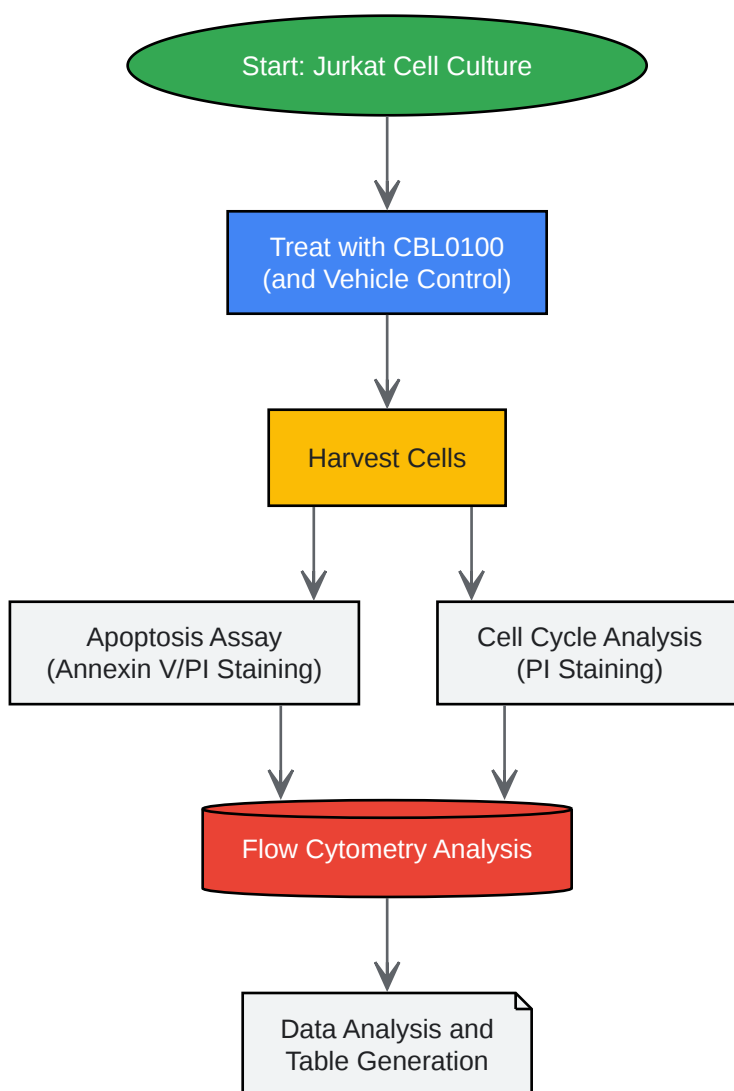 Start: Jurkat Cell Culture
Treat with CBL0100
(and Vehicle Control)
Harvest Cells
Apoptosis Assay
(Annexin V/PI Staining)
Cell Cycle Analysis
(PI Staining)
Flow Cytometry Analysis
Data Analysis and
Table Generation